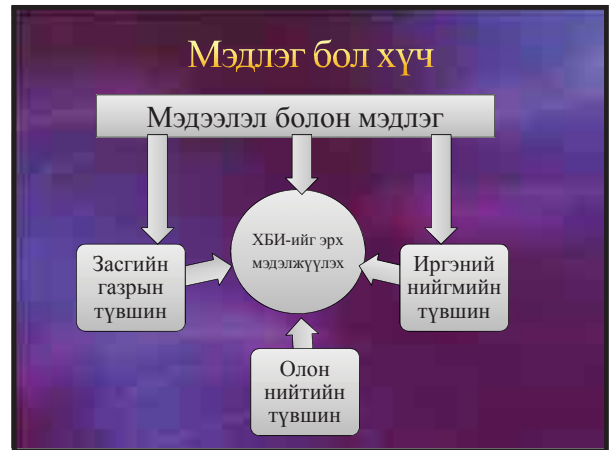 Мэдлэг бол хүч
Мэдээлэл болон мэдлэг
ХБИ-ийг эрх
мэдэлжүүлэх
Засгийн
газрын
түвшин
Иргэний
нийгмийн
түвшин
Олон
нийтийн
түвшин